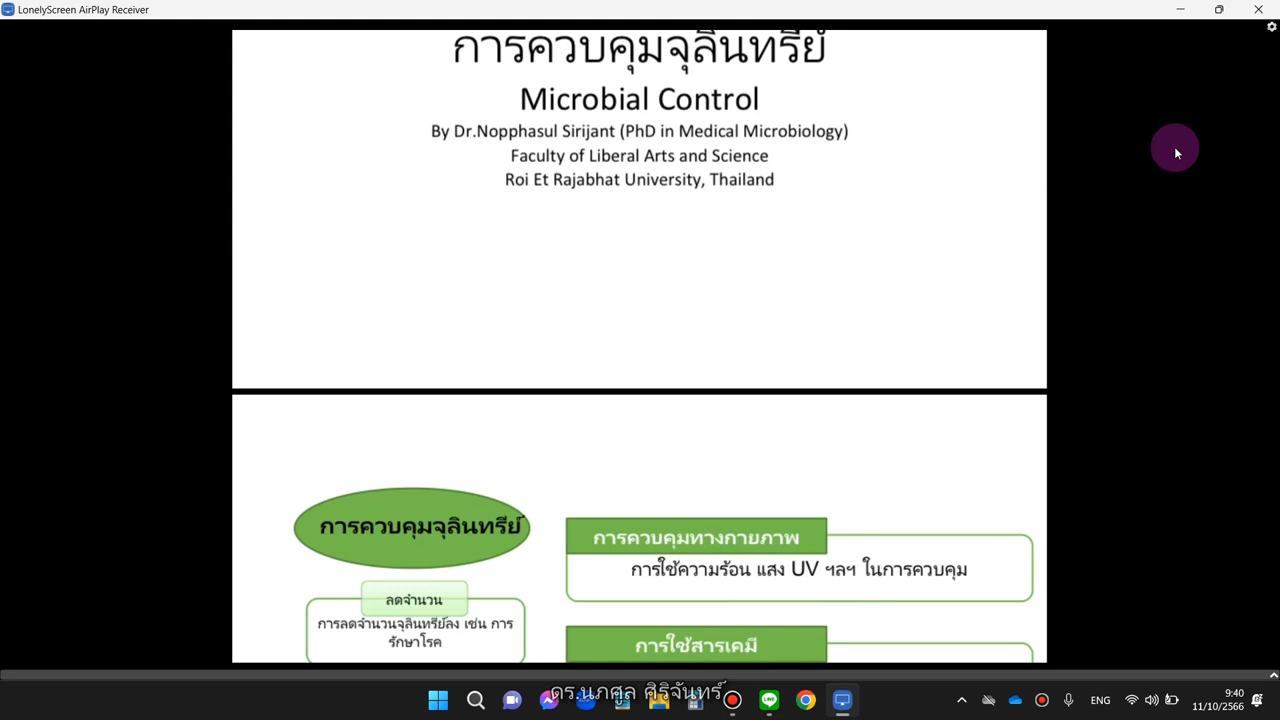 LonelyScreen AirPlay Receiver
การควบคุมจุลินทรีย์
Microbial Control
By Dr.Nopphasul Sirijant (PhD in Medical Microbiology)
Faculty of Liberal Arts and Science
Roi Et Rajabhat University, Thailand
การควบคุมจุลินทรีย์
ลดจำนวน
การลดจำนวนจุลินทรีย์ลง เช่น การ
รักษาโรค
การควบคุมทางกายภาพ
การใช้ความร้อน แสง UV ฯลฯ ในการควบคุม
การใช้สารเคมี
ดร.นภศูล ศิริจันทร์
ENG
9:40
11/10/2566